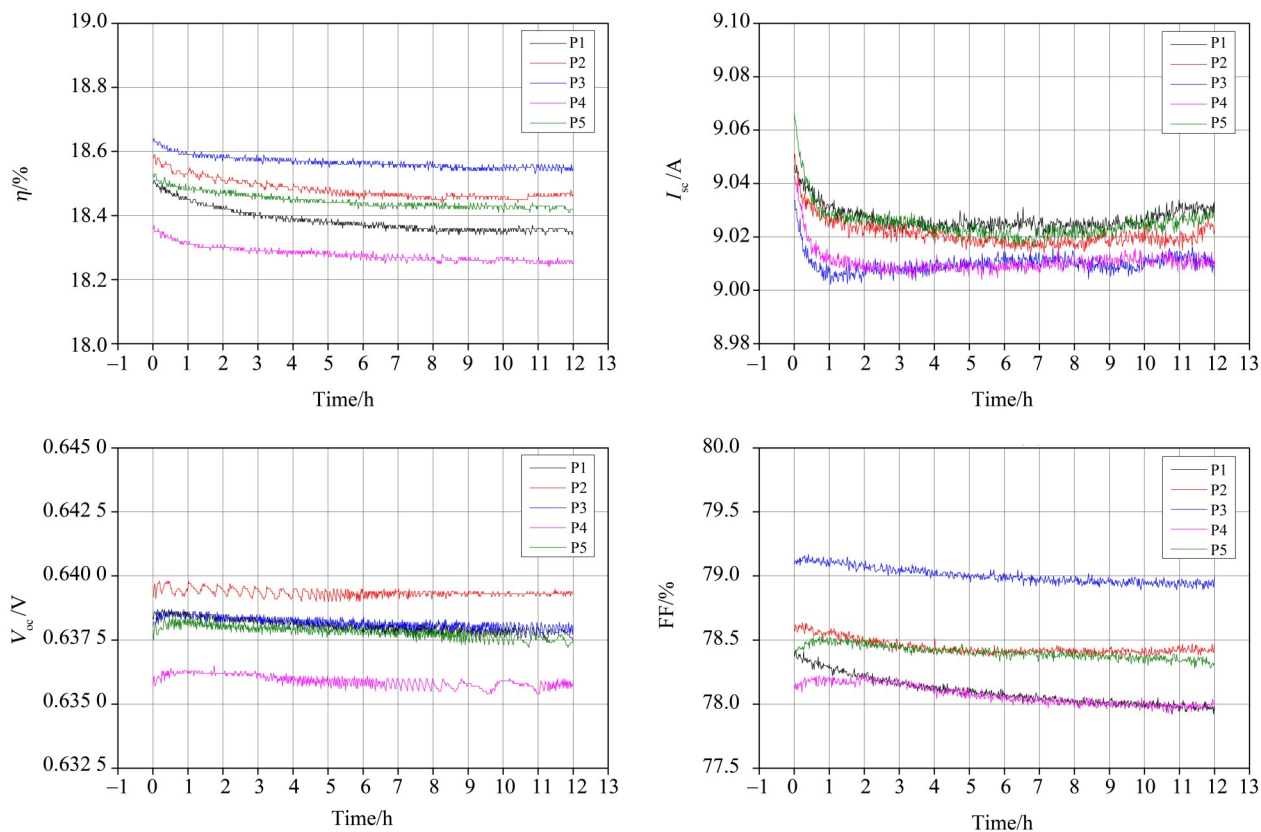 19.0
18.8
18.6
18.4
18.2
18.0
η/%
P1
P2
P3
P4
P5
–1 0 1 2 3 4 5 6 7 8 9 10 11 12 13
Time/h
9.10
9.08
9.06
9.04
9.02
9.00
8.98
Isc/A
P1
P2
P3
P4
P5
–1 0 1 2 3 4 5 6 7 8 9 10 11 12 13
Time/h
0.645 0
0.642 5
0.640 0
0.637 5
0.635 0
0.632 5
Voc/V
P1
P2
P3
P4
P5
–1 0 1 2 3 4 5 6 7 8 9 10 11 12 13
Time/h
80.0
79.5
79.0
78.5
78.0
77.5
FF/%
P1
P2
P3
P4
P5
–1 0 1 2 3 4 5 6 7 8 9 10 11 12 13
Time/h